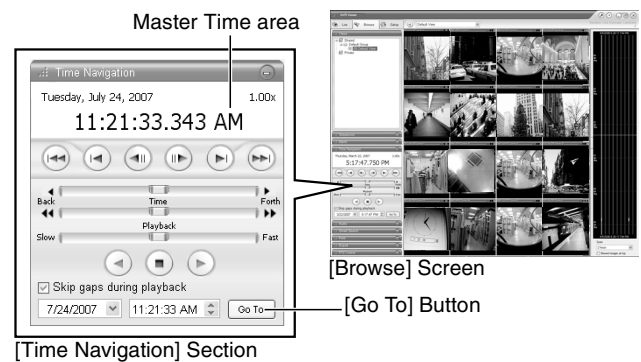 Master Time area
Time Navigation
Tuesday, July 24, 2007 1.00x
11:21:33.343 AM
Back Time Forth
Playback
Slow Fast
Skip gaps during playback
7/24/2007 11:21:33 AM Go To
[Time Navigation] Section
Default View
5:17:47.750 PM
[Browse] Screen
[Go To] Button